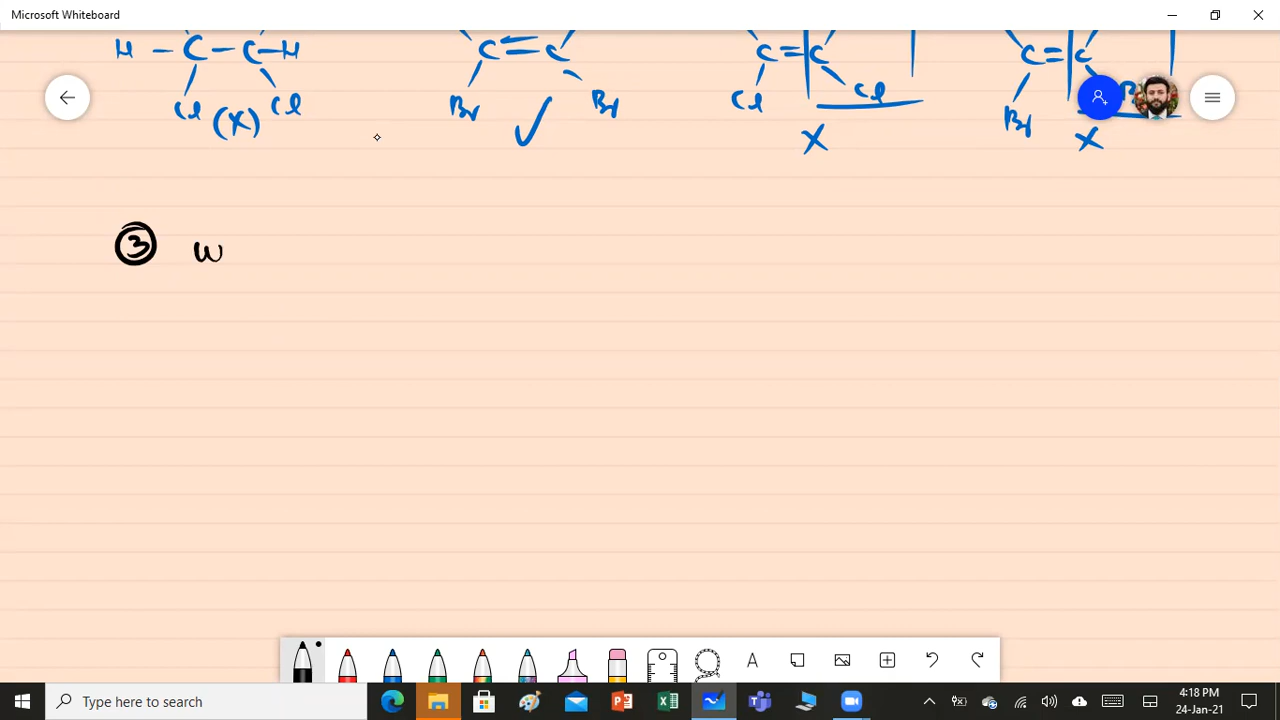 Microsoft Whiteboard
H - C - C - H
Cl (X) Cl
C = C
Br Br ✓
C = C
Cl Cl
X
C = C
Br
X
③ w
A
Type here to search
4:18 PM
24-Jan-21